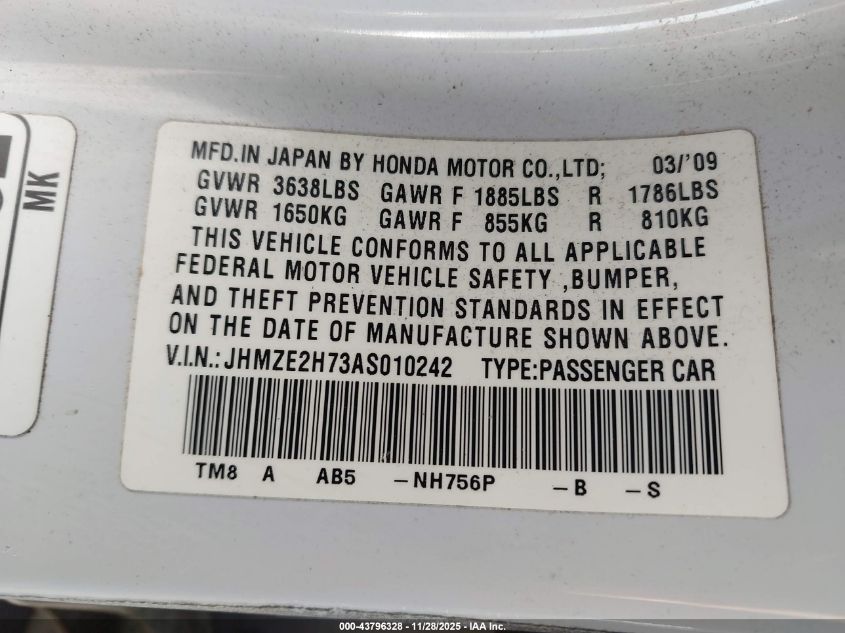 MK
MFD.IN JAPAN BY HONDA MOTOR CO.,LTD; 03/'09
GVWR 3638LBS GAWR F 1885LBS R 1786LBS
GVWR 1650KG GAWR F 855KG R 810KG
THIS VEHICLE CONFORMS TO ALL APPLICABLE
FEDERAL MOTOR VEHICLE SAFETY ,BUMPER,
AND THEFT PREVENTION STANDARDS IN EFFECT
ON THE DATE OF MANUFACTURE SHOWN ABOVE.
V.I.N.: JHMZE2H73AS010242 TYPE:PASSENGER CAR
TM8 A AB5 –NH756P –B –S
000-43796328 - 11/28/2025 - IAA Inc.